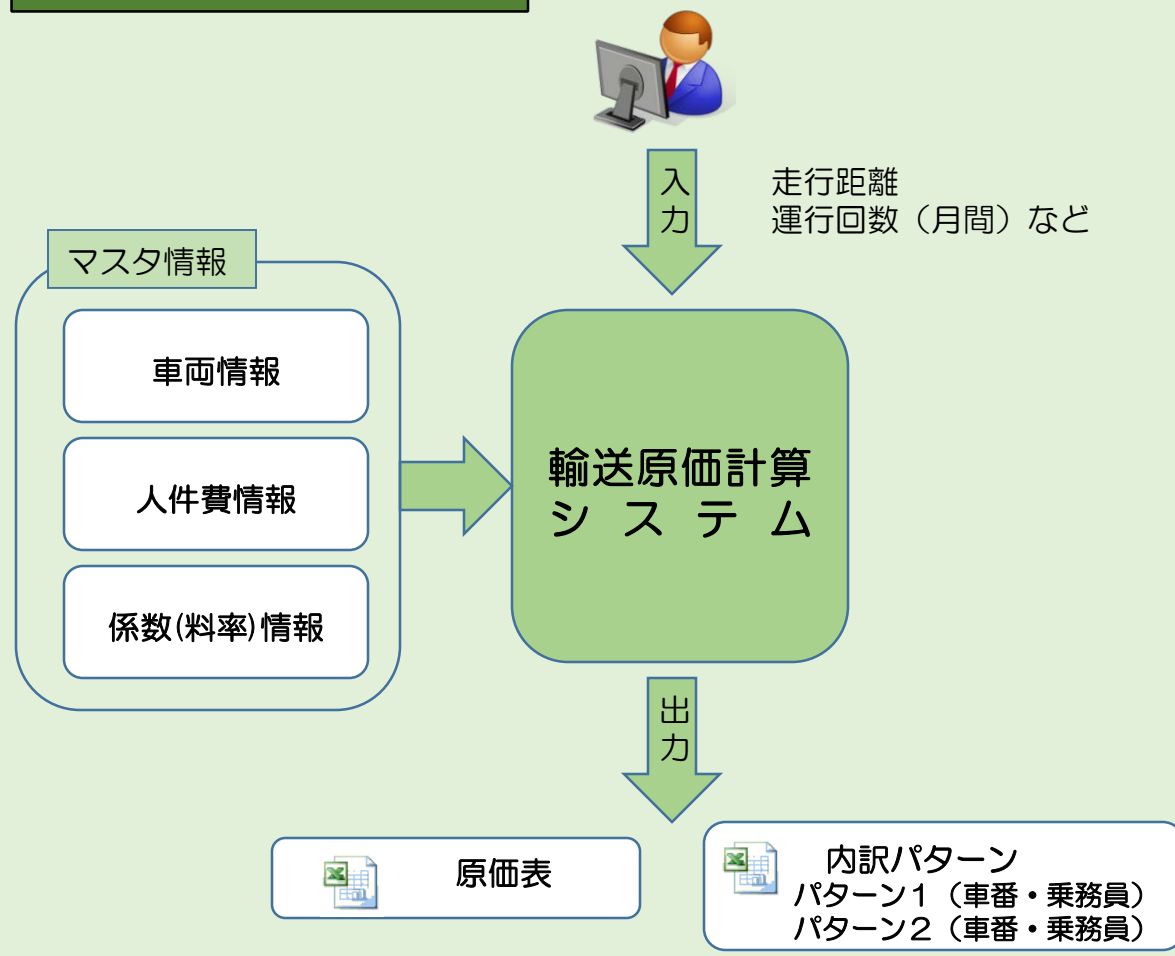 入力
走行距離
運行回数（月間）など
マスタ情報
車両情報
人件費情報
係数(料率)情報
輸送原価計算
システム
出力
原価表
内訳パターン
パターン１（車番・乗務員）
パターン２（車番・乗務員）